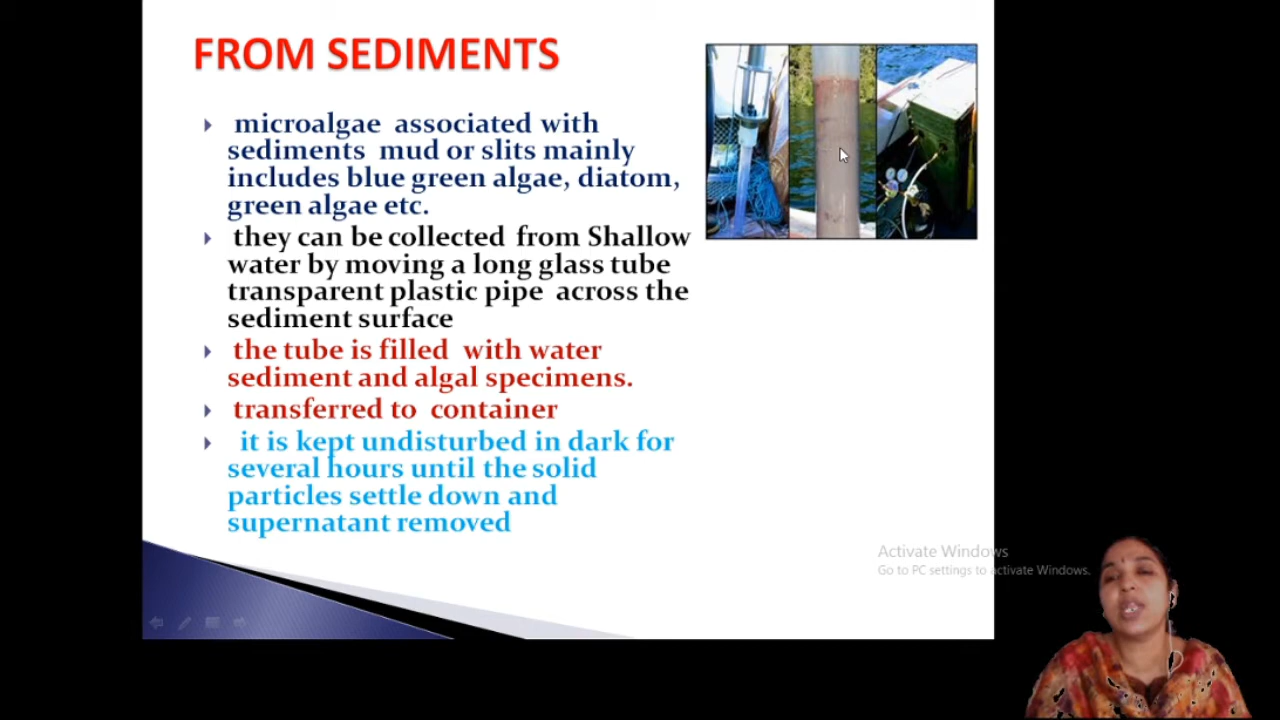 FROM SEDIMENTS
microalgae associated with
sediments mud or slits mainly
includes blue green algae, diatom,
green algae etc.
they can be collected from Shallow
water by moving a long glass tube
transparent plastic pipe across the
sediment surface
the tube is filled with water
sediment and algal specimens.
transferred to container
it is kept undisturbed in dark for
several hours until the solid
particles settle down and
supernatant removed
Activate Windows
Go to PC settings to activate Windows.